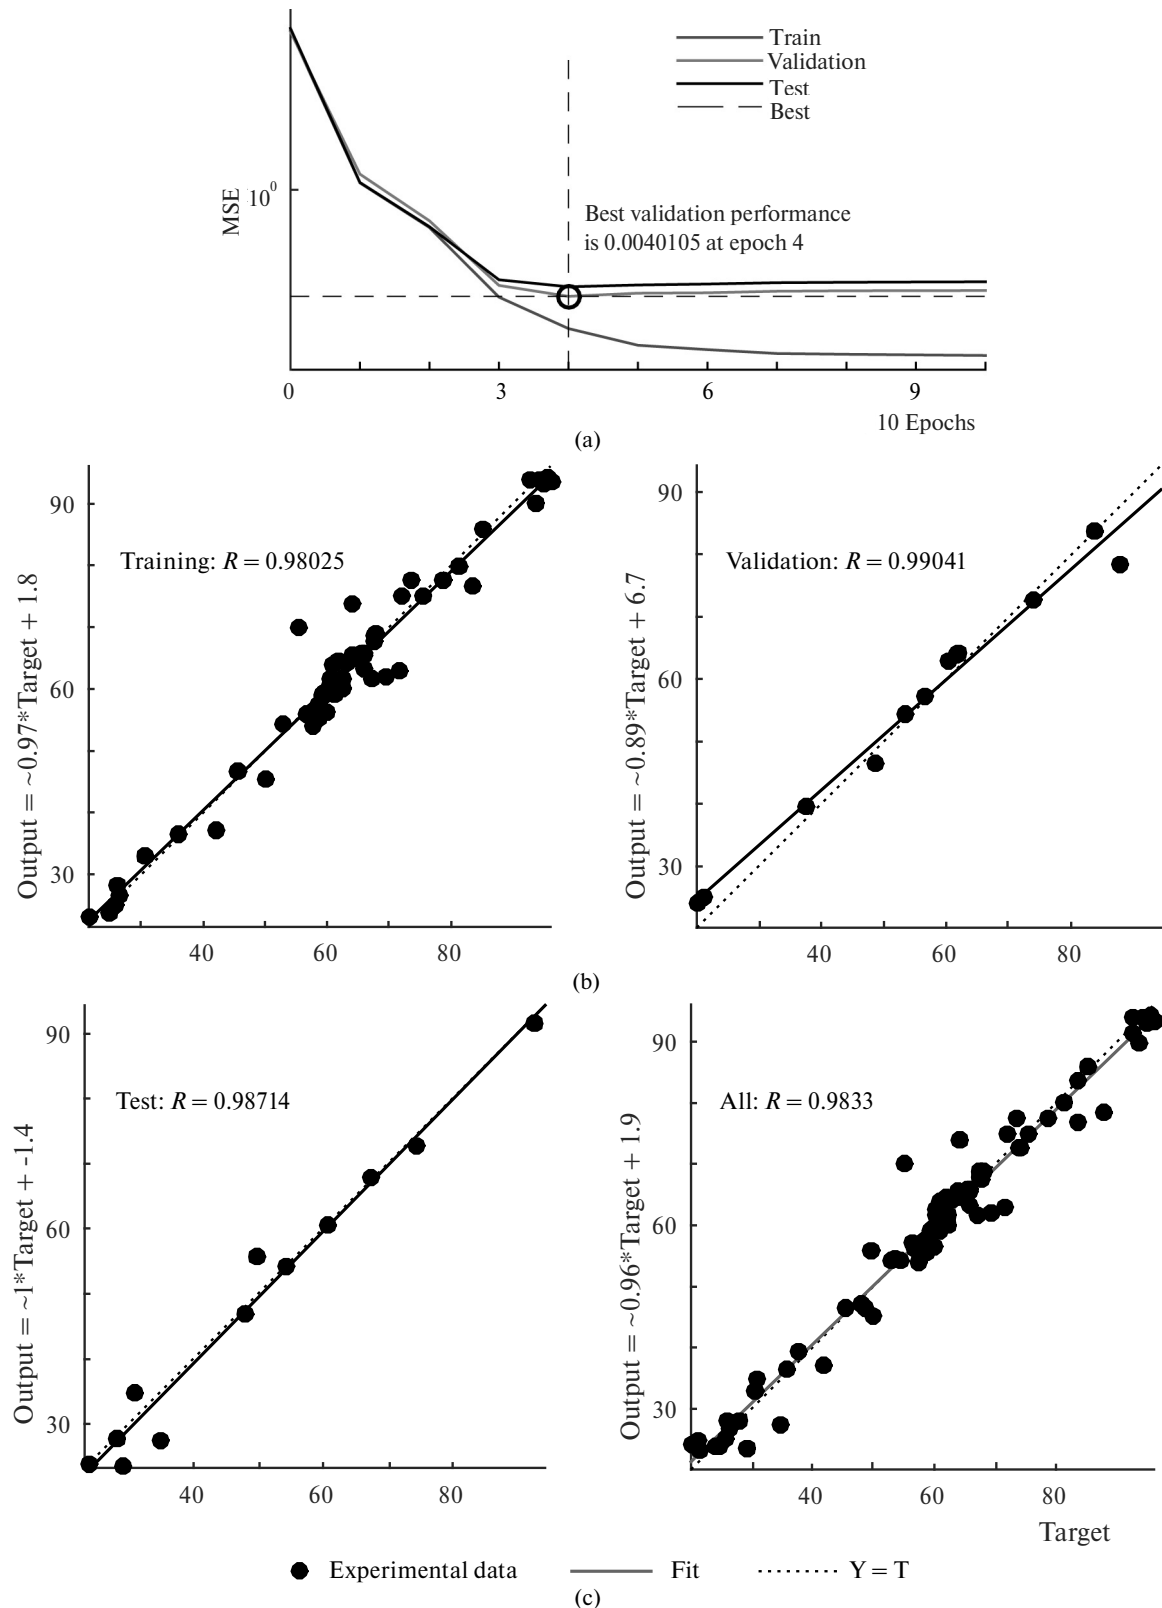 Train
Validation
Test
Best
MSE
10^0
Best validation performance
is 0.0040105 at epoch 4
0 3 6 9
10 Epochs
(a)
Output = ~0.97*Target + 1.8
90
60
30
Training: R = 0.98025
40 60 80
Output = ~0.89*Target + 6.7
90
60
30
Validation: R = 0.99041
40 60 80
(b)
Output = ~1*Target + -1.4
90
60
30
Test: R = 0.98714
40 60 80
Output = ~0.96*Target + 1.9
90
60
30
All: R = 0.9833
40 60 80
Target
Experimental data Fit Y = T
(c)